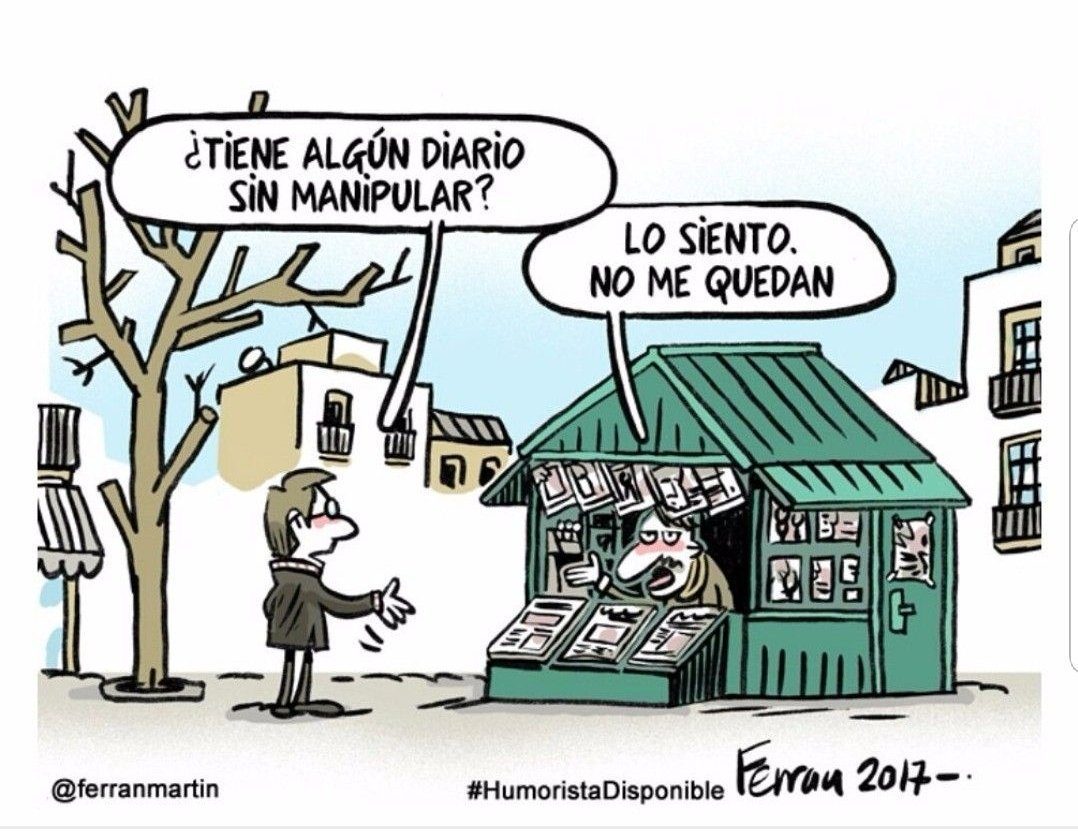 ¿TIENE ALGÚN DIARIO
SIN MANIPULAR?
LO SIENTO.
NO ME QUEDAN
@ferranmartin
#HumoristaDisponible
Ferran 2017-.